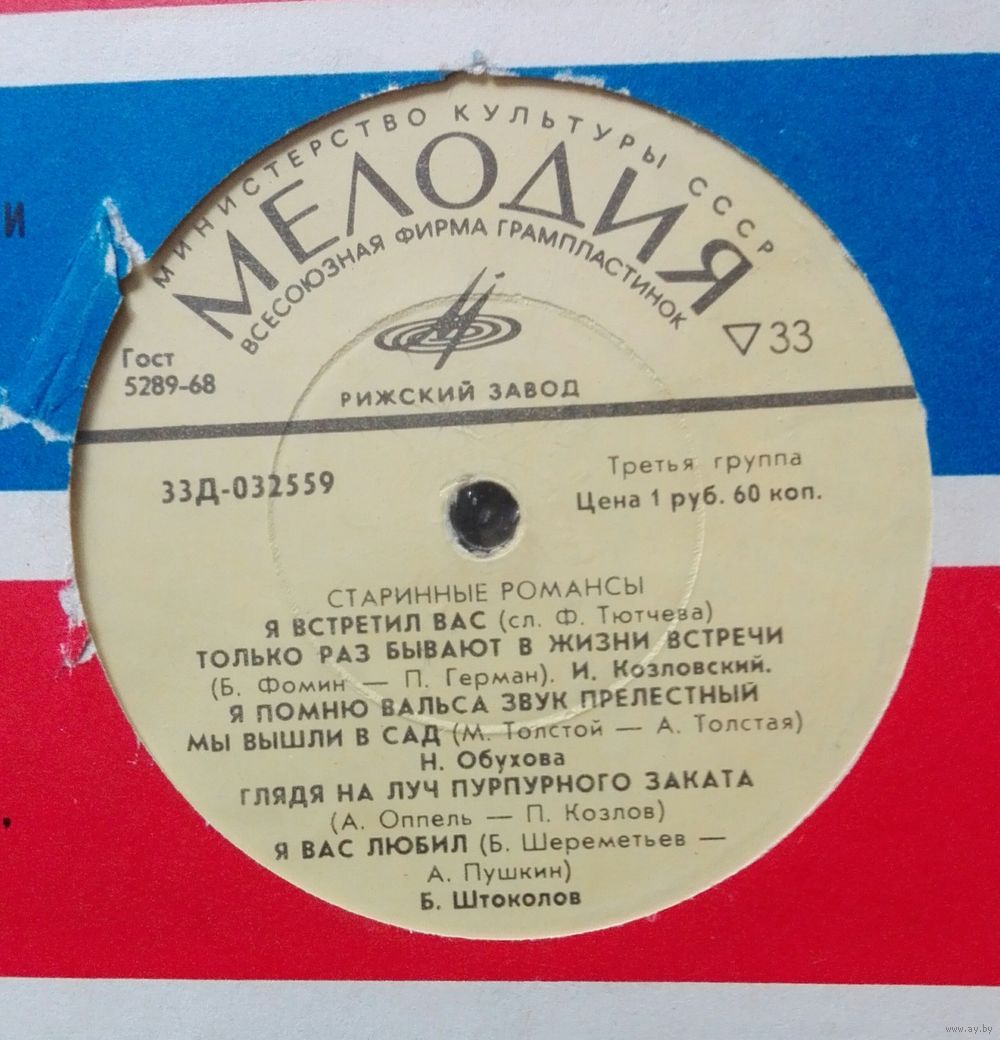 МИНИСТЕРСТВО КУЛЬТУРЫ СССР
МЕЛОДИЯ
ВСЕСОЮЗНАЯ ФИРМА ГРАМПЛАСТИНОК
И
Гост
5289-68
▽33
РИЖСКИЙ ЗАВОД
33Д-032559
Третья группа
Цена 1 руб. 60 коп.
СТАРИННЫЕ РОМАНСЫ
Я ВСТРЕТИЛ ВАС (сл. Ф. Тютчева)
ТОЛЬКО РАЗ БЫВАЮТ В ЖИЗНИ ВСТРЕЧИ
(Б. Фомин — П. Герман). И. Козловский.
Я ПОМНЮ ВАЛЬСА ЗВУК ПРЕЛЕСТНЫЙ
МЫ ВЫШЛИ В САД (М. Толстой — А. Толстая)
Н. Обухова
ГЛЯДЯ НА ЛУЧ ПУРПУРНОГО ЗАКАТА
(А. Оппель — П. Козлов)
Я ВАС ЛЮБИЛ (Б. Шереметьев —
А. Пушкин)
Б. Штоколов
www.ay.by